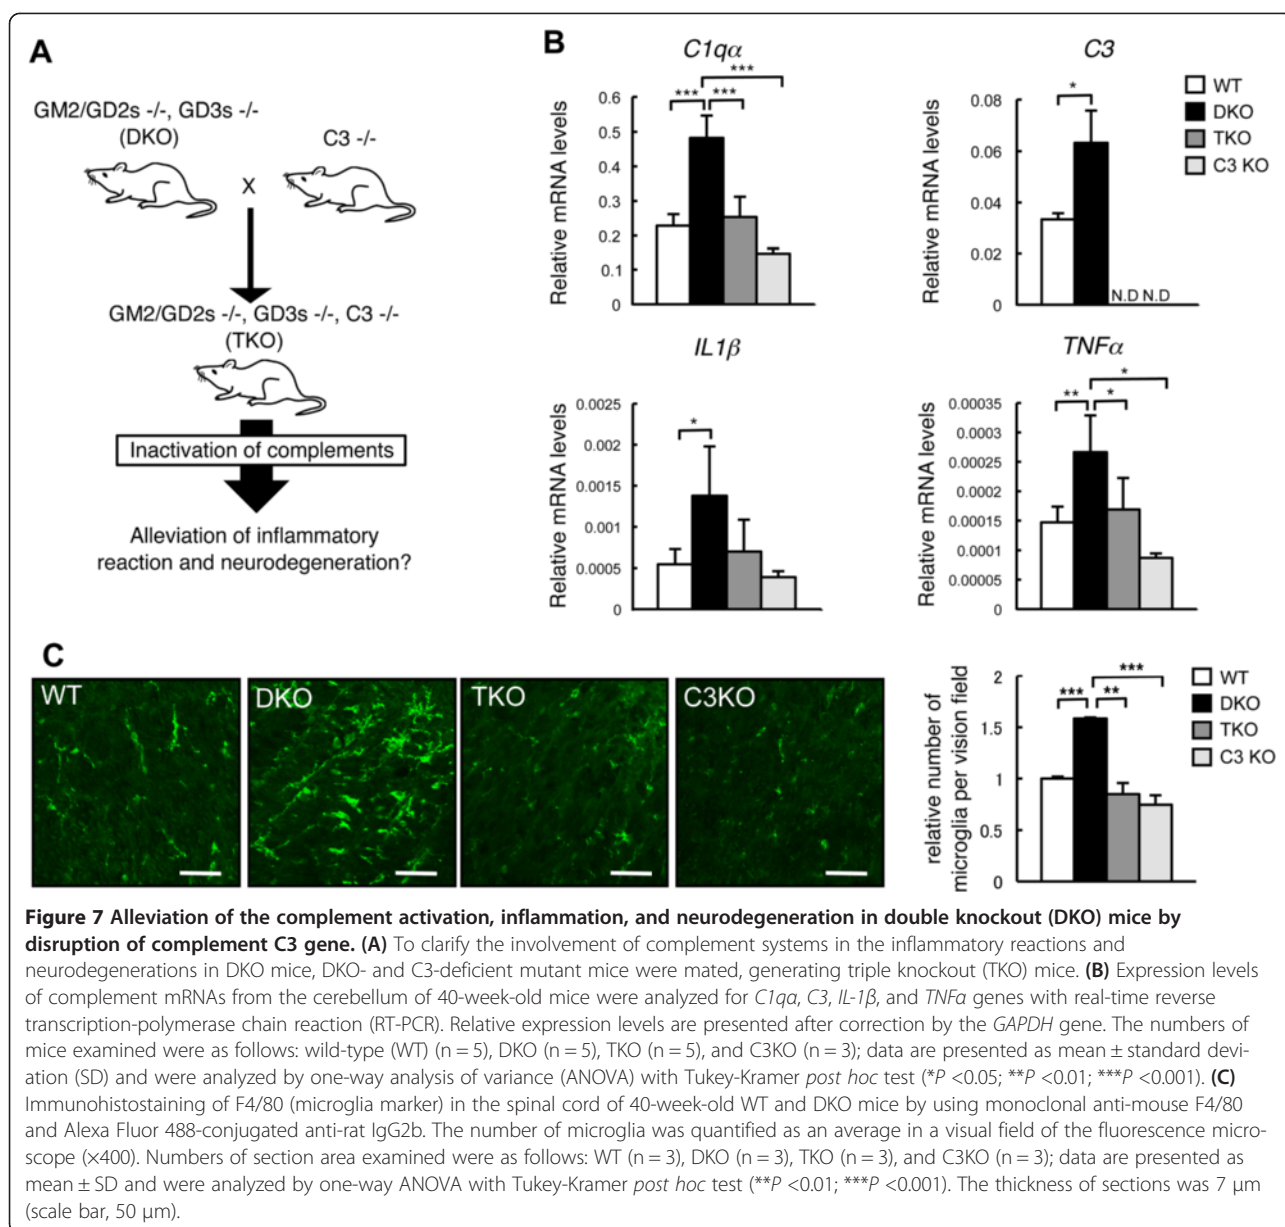 A
GM2/GD2s -/-, GD3s -/-
(DKO)
C3 -/-
X
GM2/GD2s -/-, GD3s -/-, C3 -/-
(TKO)
Inactivation of complements
Alleviation of inflammatory
reaction and neurodegeneration?
B
C1qα
Relative mRNA levels
0.6
0.5
0.4
0.3
0.2
0.1
0
***
***
***
C3
Relative mRNA levels
0.08
0.06
0.04
0.02
0
*
N.D N.D
WT
DKO
TKO
C3 KO
IL1β
Relative mRNA levels
0.0025
0.002
0.0015
0.001
0.0005
0
*
TNFα
Relative mRNA levels
0.00035
0.0003
0.00025
0.0002
0.00015
0.0001
0.00005
0
**
*
*
C
WT
DKO
TKO
C3KO
relative number of
microglia per vision field
2
1.5
1
0.5
0
***
**
***
WT
DKO
TKO
C3 KO
Figure 7 Alleviation of the complement activation, inflammation, and neurodegeneration in double knockout (DKO) mice by
disruption of complement C3 gene. (A) To clarify the involvement of complement systems in the inflammatory reactions and
neurodegenerations in DKO mice, DKO- and C3-deficient mutant mice were mated, generating triple knockout (TKO) mice. (B) Expression levels
of complement mRNAs from the cerebellum of 40-week-old mice were analyzed for C1qα, C3, IL-1β, and TNFα genes with real-time reverse
transcription-polymerase chain reaction (RT-PCR). Relative expression levels are presented after correction by the GAPDH gene. The numbers of
mice examined were as follows: wild-type (WT) (n = 5), DKO (n = 5), TKO (n = 5), and C3KO (n = 3); data are presented as mean ± standard devi-
ation (SD) and were analyzed by one-way analysis of variance (ANOVA) with Tukey-Kramer post hoc test (*P <0.05; **P <0.01; ***P <0.001). (C)
Immunohistostaining of F4/80 (microglia marker) in the spinal cord of 40-week-old WT and DKO mice by using monoclonal anti-mouse F4/80
and Alexa Fluor 488-conjugated anti-rat IgG2b. The number of microglia was quantified as an average in a visual field of the fluorescence micro-
scope (×400). Numbers of section area examined were as follows: WT (n = 3), DKO (n = 3), TKO (n = 3), and C3KO (n = 3); data are presented as
mean ± SD and were analyzed by one-way ANOVA with Tukey-Kramer post hoc test (**P <0.01; ***P <0.001). The thickness of sections was 7 μm
(scale bar, 50 μm).